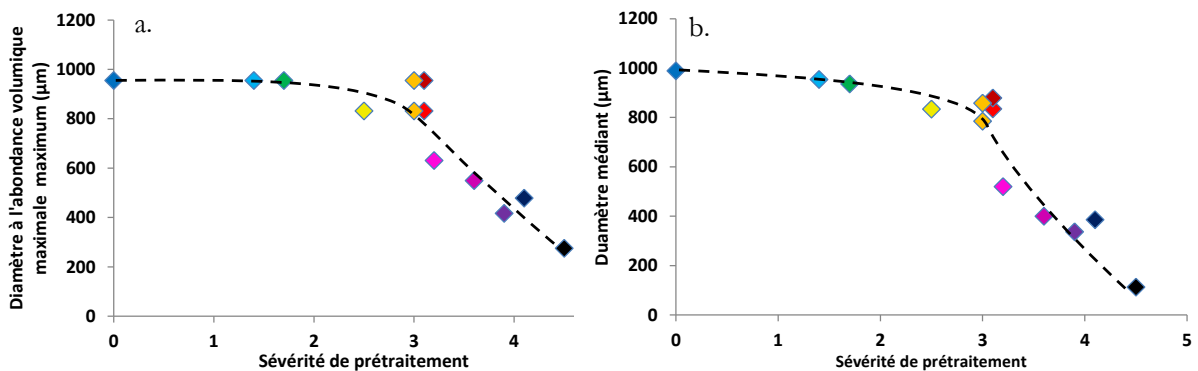 a.
1200
1000
800
600
400
200
0
0 1 2 3 4
Sévérité de prétraitement
Diamètre à l'abondance volumique
maximale maximum (µm)
b.
1200
1000
800
600
400
200
0
0 1 2 3 4 5
Sévérité de prétraitement
Duamètre médiant (µm)